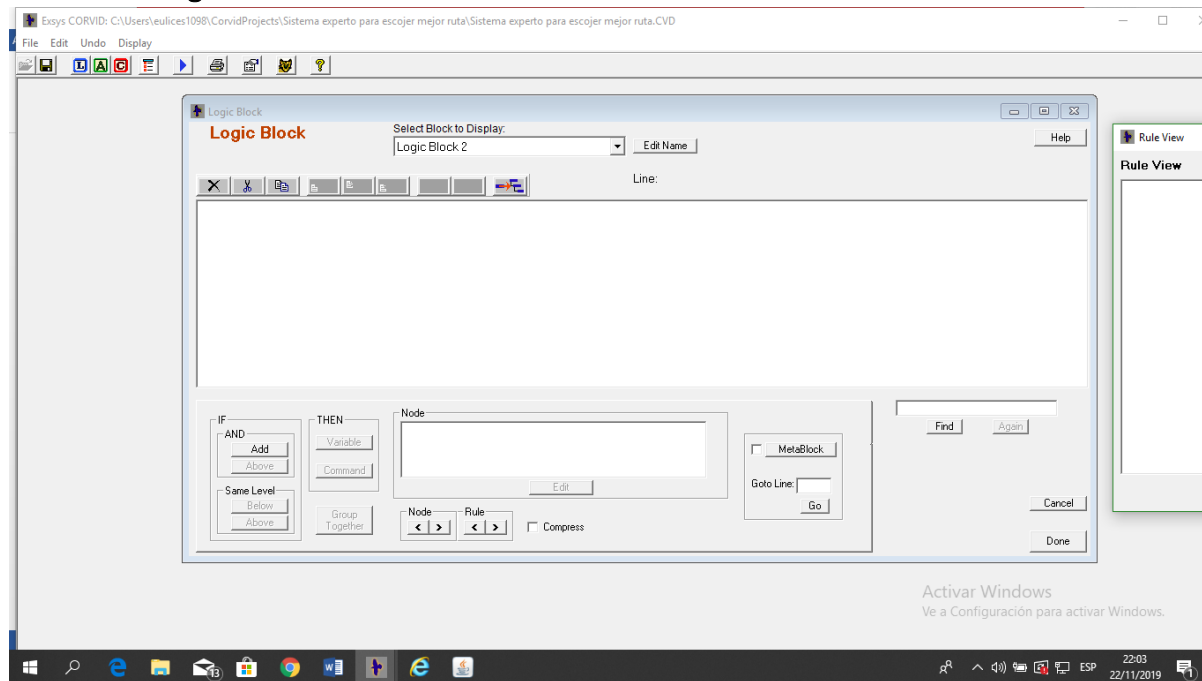 Exsys CORVID: C:\Users\eulices1098\CorvidProjects\Sistema experto para escojer mejor ruta\Sistema experto para escojer mejor ruta.CVD
File Edit Undo Display
L A C
Logic Block
Logic Block
Select Block to Display:
Logic Block 2
Edit Name
Help
Line:
Rule View
Rule View
IF
AND
Add
Above
Same Level
Below
Above
THEN
Variable
Command
Group Together
Node
Edit
Node
< >
Rule
< >
Compress
MetaBlock
Goto Line:
Go
Find
Again
Cancel
Done
Activar Windows
Ve a Configuración para activar Windows.
13
ESP
22:03
22/11/2019
1